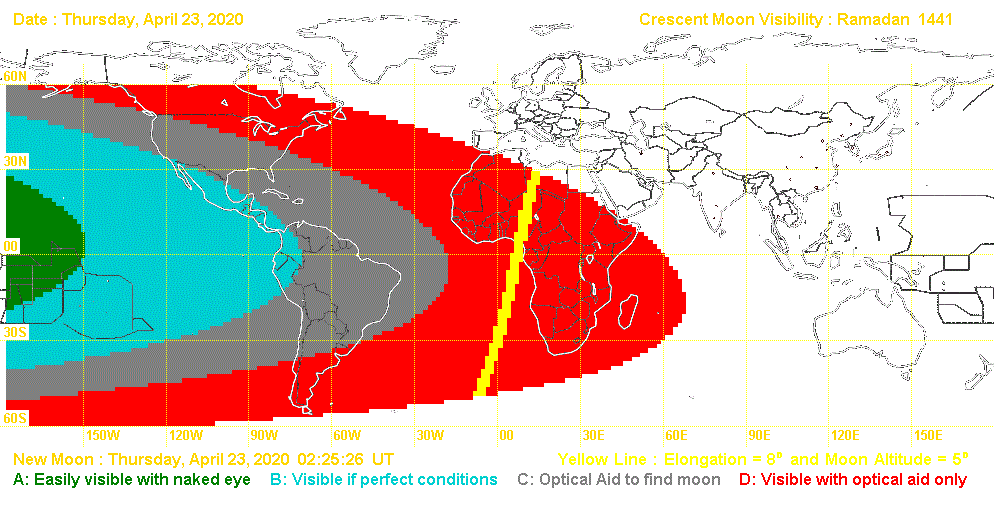 Date : Thursday, April 23, 2020
Crescent Moon Visibility : Ramadan 1441
60N
30N
00
30S
60S
150W 120W 90W 60W 30W 00 30E 60E 90E 120E 150E
New Moon : Thursday, April 23, 2020 02:25:26 UT
Yellow Line : Elongation = 8° and Moon Altitude = 5°
A: Easily visible with naked eye B: Visible if perfect conditions C: Optical Aid to find moon D: Visible with optical aid only